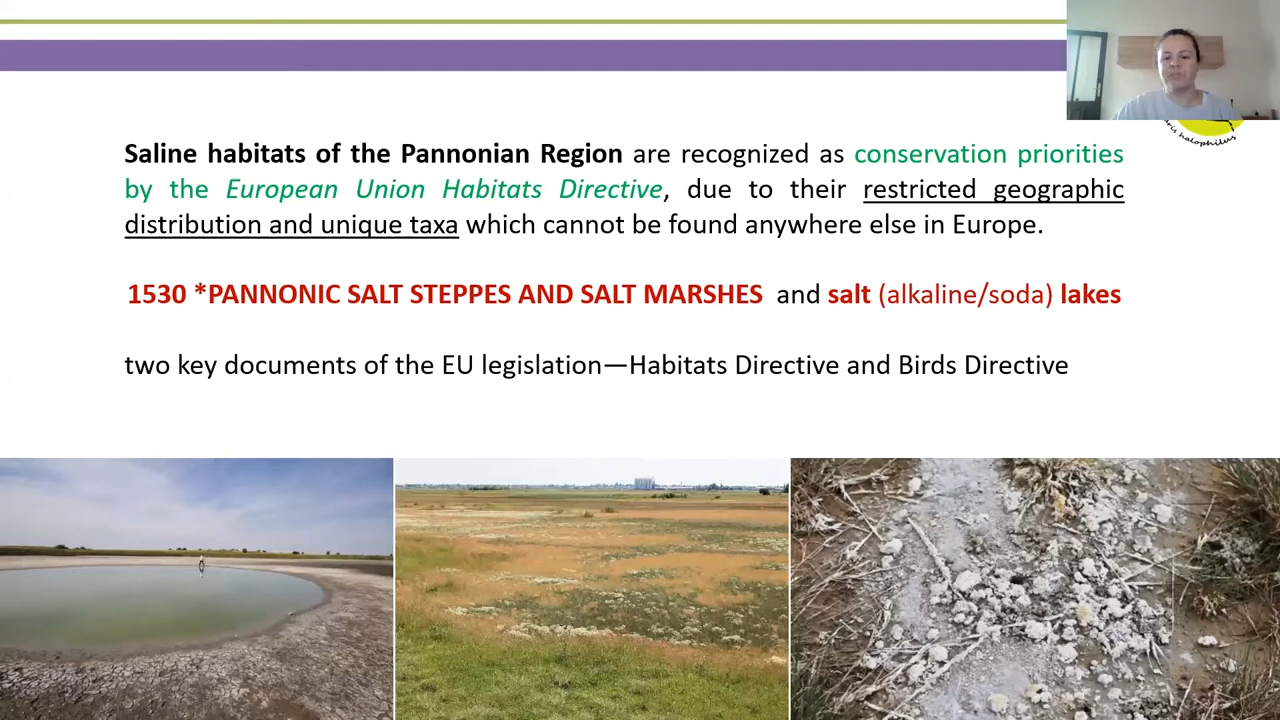 Saline habitats of the Pannonian Region are recognized as conservation priorities
by the European Union Habitats Directive, due to their restricted geographic
distribution and unique taxa which cannot be found anywhere else in Europe.
1530 *PANNONIC SALT STEPPES AND SALT MARSHES and salt (alkaline/soda) lakes
two key documents of the EU legislation—Habitats Directive and Birds Directive
halophilus